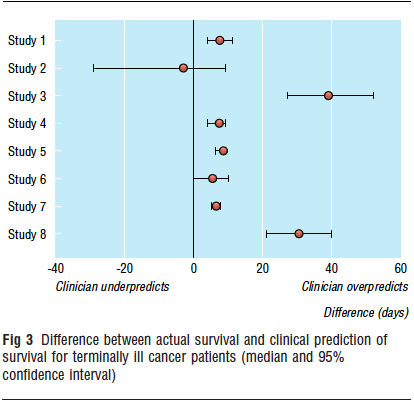 Study 1
Study 2
Study 3
Study 4
Study 5
Study 6
Study 7
Study 8
-40 -20 0 20 40 60
Clinician underpredicts Clinician overpredicts
Difference (days)
Fig 3 Difference between actual survival and clinical prediction of
survival for terminally ill cancer patients (median and 95%
confidence interval)